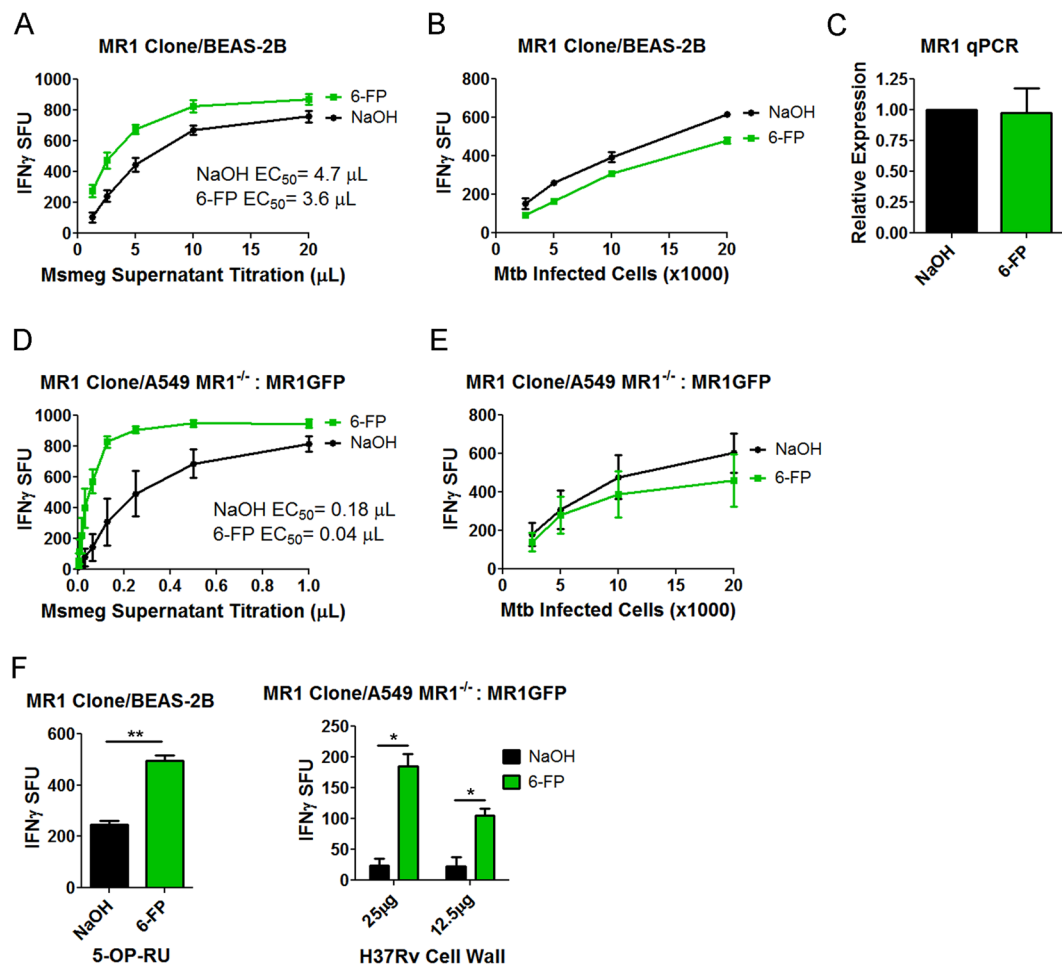 A
MR1 Clone/BEAS-2B
IFNγ SFU
1000
800
600
400
200
0
0
5
10
15
20
6-FP
NaOH
NaOH EC50= 4.7 μL
6-FP EC50= 3.6 μL
Msmeg Supernatant Titration (μL)
B
MR1 Clone/BEAS-2B
IFNγ SFU
800
600
400
200
0
0
5
10
15
20
NaOH
6-FP
Mtb Infected Cells (x1000)
C
MR1 qPCR
Relative Expression
1.25
1.00
0.75
0.50
0.25
0.00
NaOH
6-FP
D
MR1 Clone/A549 MR1-/- : MR1GFP
IFNγ SFU
1000
800
600
400
200
0
0.0
0.2
0.4
0.6
0.8
1.0
6-FP
NaOH
NaOH EC50= 0.18 μL
6-FP EC50= 0.04 μL
Msmeg Supernatant Titration (μL)
E
MR1 Clone/A549 MR1-/- : MR1GFP
IFNγ SFU
800
600
400
200
0
0
5
10
15
20
NaOH
6-FP
Mtb Infected Cells (x1000)
F
MR1 Clone/BEAS-2B
IFNγ SFU
600
400
200
0
**
NaOH
6-FP
5-OP-RU
MR1 Clone/A549 MR1-/- : MR1GFP
IFNγ SFU
250
200
150
100
50
0
*
*
NaOH
6-FP
25μg
12.5μg
H37Rv Cell Wall